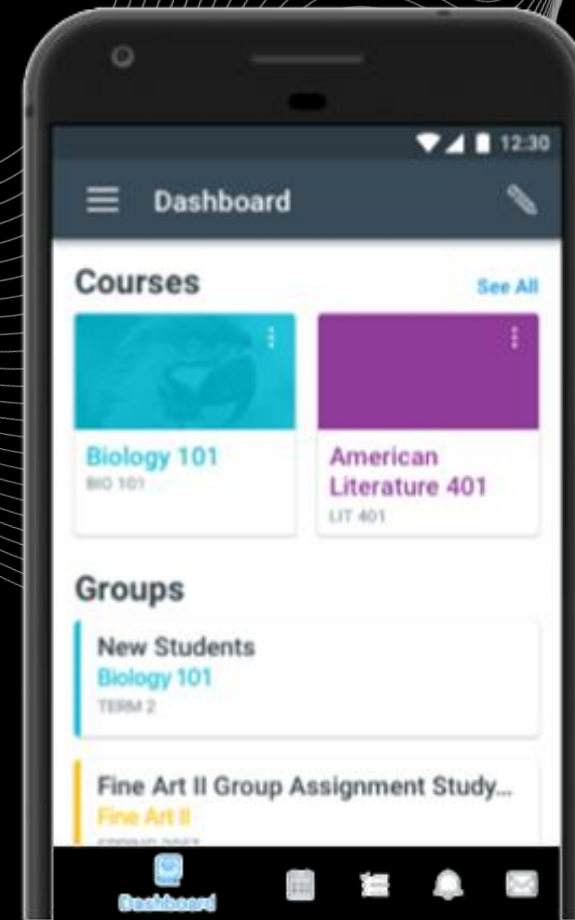 12:30
Dashboard
Courses
See All
Biology 101
BIO 101
American
Literature 401
LIT 401
Groups
New Students
Biology 101
TERM 2
Fine Art II Group Assignment Study...
Fine Art II
Dashboard